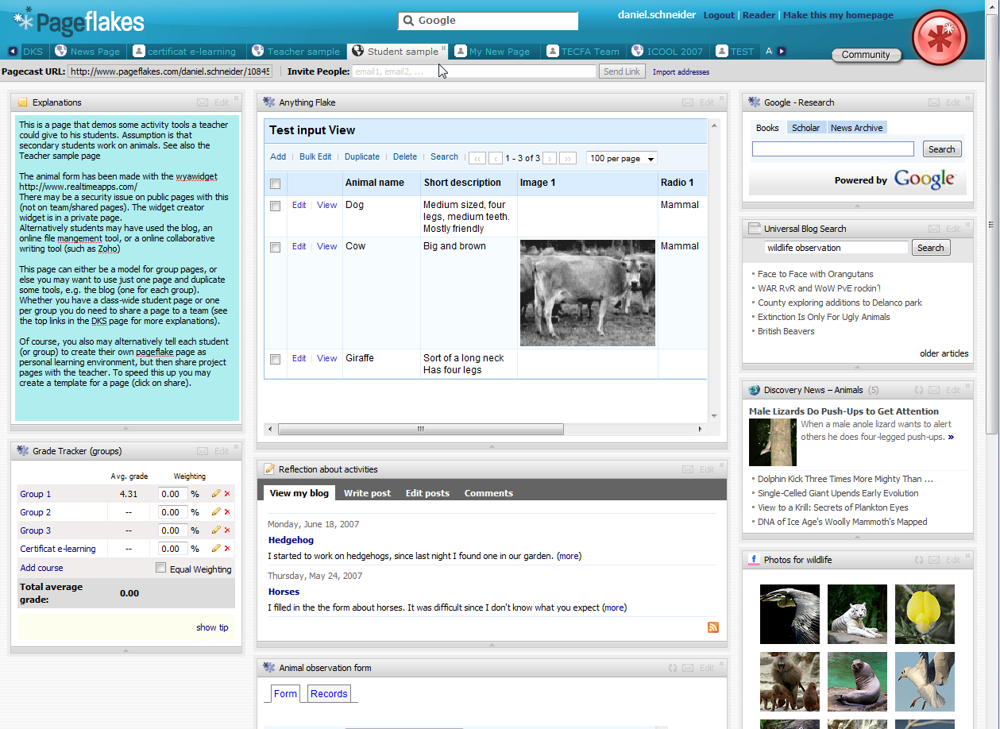 Pageflakes
Google
daniel.schneider Logout | Reader | Make this my homepage
DKS News Page certificat e-learning Teacher sample Student sample My New Page TECFA Team ICOOL 2007 TEST A
Community
Pagecast URL: http://www.pageflakes.com/daniel.schneider/10845 Invite People: email1, email2, ... Send Link Import addresses
Explanations Edit
This is a page that demos some activity tools a teacher
could give to his students. Assumption is that
secondary students work on animals. See also the
Teacher sample page
The animal form has been made with the wyawidget
http://www.realtimeapps.com/
There may be a security issue on public pages with this
(not on team/shared pages). The widget creator
widget is in a private page.
Alternatively students may have used the blog, an
online file mangement tool, or a online collaborative
writing tool (such as Zoho)
This page can either be a model for group pages, or
else you may want to use just one page and duplicate
some tools, e.g. the blog (one for each group).
Whether you have a class-wide student page or one
per group you do need to share a page to a team (see
the top links in the DKS page for more explanations).
Of course, you also may alternatively tell each student
(or group) to create their own pageflake page as
personal learning environment, but then share project
pages with the teacher. To speed this up you may
create a template for a page (click on share).
Grade Tracker (groups) Edit
Avg. grade Weighting
Group 1 4.31 0.00 %
Group 2 -- 0.00 %
Group 3 -- 0.00 %
Certificat e-learning -- 0.00 %
Add course Equal Weighting
Total average
grade: 0.00
show tip
Anything Flake Edit
Test input View
Add | Bulk Edit | Duplicate | Delete | Search | ‹‹ ‹ 1 - 3 of 3 › ›› 100 per page
Animal name Short description Image 1 Radio 1
Edit | View Dog Medium sized, four Mammal
legs, medium teeth.
Mostly friendly
Edit | View Cow Big and brown Mammal
Edit | View Giraffe Sort of a long neck
Has four legs
Reflection about activities Edit
View my blog Write post Edit posts Comments
Monday, June 18, 2007
Hedgehog
I started to work on hedgehogs, since last night I found one in our garden. (more)
Thursday, May 24, 2007
Horses
I filled in the the form about horses. It was difficult since I don't know what you expect (more)
Animal observation form Edit
Form Records
Google - Research Edit
Books Scholar News Archive
Search
Powered by Google
Universal Blog Search Edit
wildlife observation Search
Face to Face with Orangutans
WAR RvR and WoW PvE rockin'!
County exploring additions to Delanco park
Extinction Is Only For Ugly Animals
British Beavers
older articles
Discovery News – Animals (5) Edit
Male Lizards Do Push-Ups to Get Attention
When a male anole lizard wants to alert
others he does four-legged push-ups. »
Dolphin Kick Three Times More Mighty Than ...
Single-Celled Giant Upends Early Evolution
View to a Krill: Secrets of Plankton Eyes
DNA of Ice Age's Woolly Mammoth's Mapped
Photos for wildlife Edit